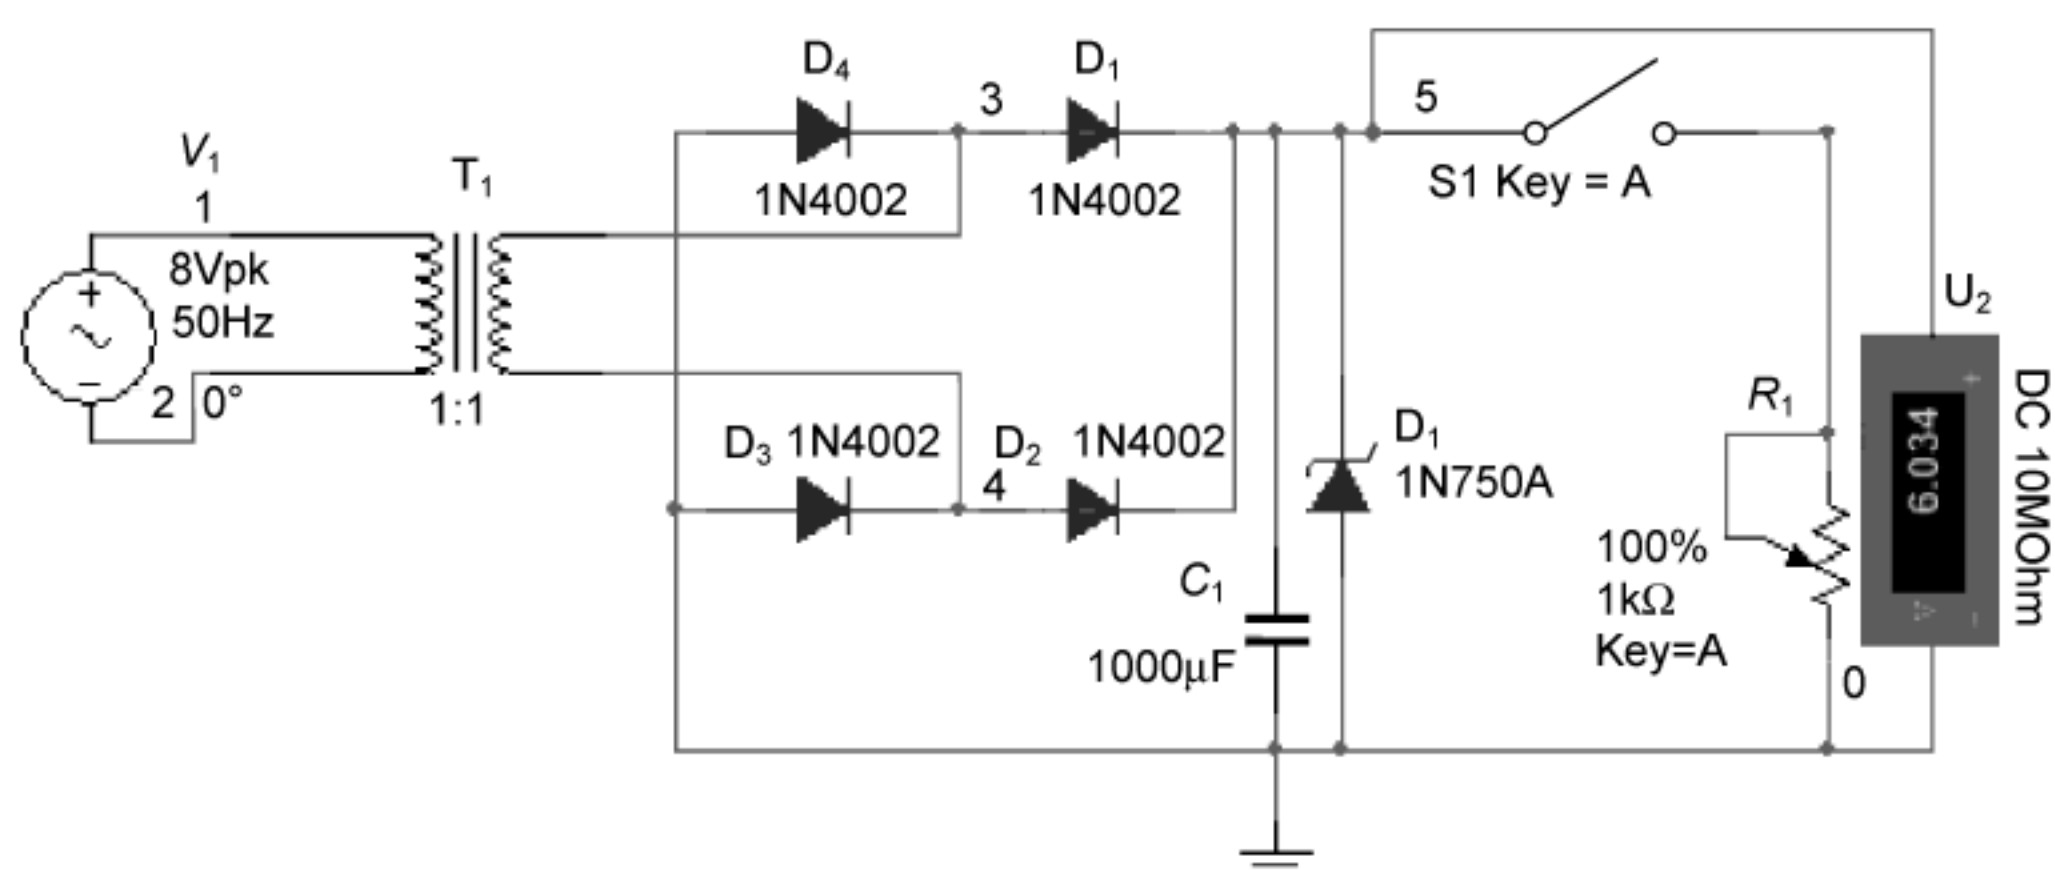 V1
1
8Vpk
50Hz
2 0°
T1
1:1
D4
1N4002
3
D1
1N4002
D3 1N4002
D2 1N4002
4
5
S1 Key = A
D1
1N750A
C1
1000μF
R1
100%
1kΩ
Key=A
0
U2
+
6.034
V
−
DC 10MOhm